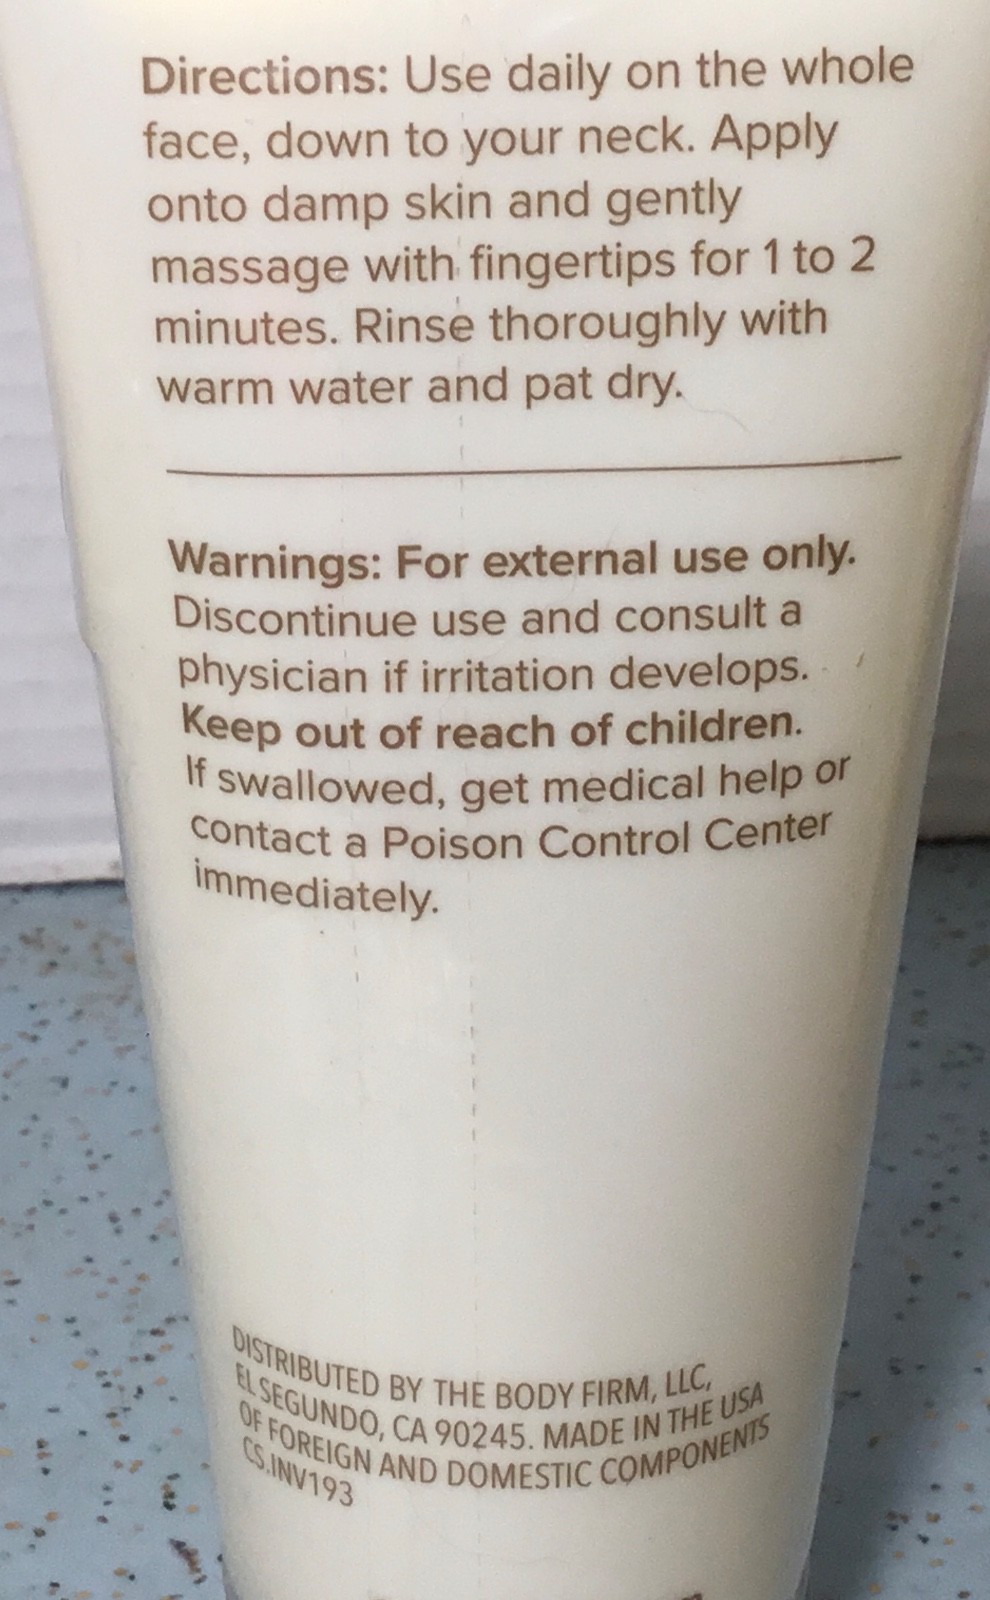 Directions: Use daily on the whole
face, down to your neck. Apply
onto damp skin and gently
massage with fingertips for 1 to 2
minutes. Rinse thoroughly with
warm water and pat dry.
Warnings: For external use only.
Discontinue use and consult a
physician if irritation develops.
Keep out of reach of children.
If swallowed, get medical help or
contact a Poison Control Center
immediately.
DISTRIBUTED BY THE BODY FIRM, LLC,
EL SEGUNDO, CA 90245. MADE IN THE USA
OF FOREIGN AND DOMESTIC COMPONENTS
CS.INV193